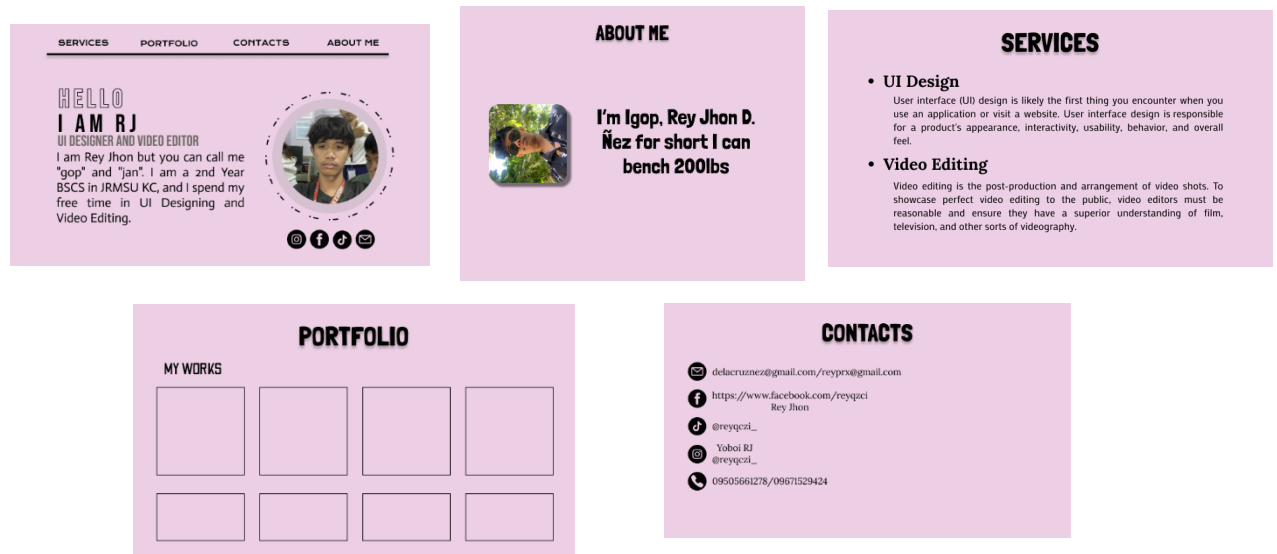 SERVICES PORTFOLIO CONTACTS ABOUT ME
HELLO
I AM RJ
UI DESIGNER AND VIDEO EDITOR
I am Rey Jhon but you can call me
"gop" and "jan". I am a 2nd Year
BSCS in JRMSU KC, and I spend my
free time in UI Designing and
Video Editing.
ABOUT ME
I'm Igop, Rey Jhon D.
Ñez for short I can
bench 200lbs
SERVICES
• UI Design
User interface (UI) design is likely the first thing you encounter when you
use an application or visit a website. User interface design is responsible
for a product's appearance, interactivity, usability, behavior, and overall
feel.
• Video Editing
Video editing is the post-production and arrangement of video shots. To
showcase perfect video editing to the public, video editors must be
reasonable and ensure they have a superior understanding of film,
television, and other sorts of videography.
PORTFOLIO
MY WORKS
CONTACTS
delacruznez@gmail.com/reyprx@gmail.com
https://www.facebook.com/reyqzci
Rey Jhon
@reyqczi_
Yoboi RJ
@reyqczi_
09505661278/09671529424